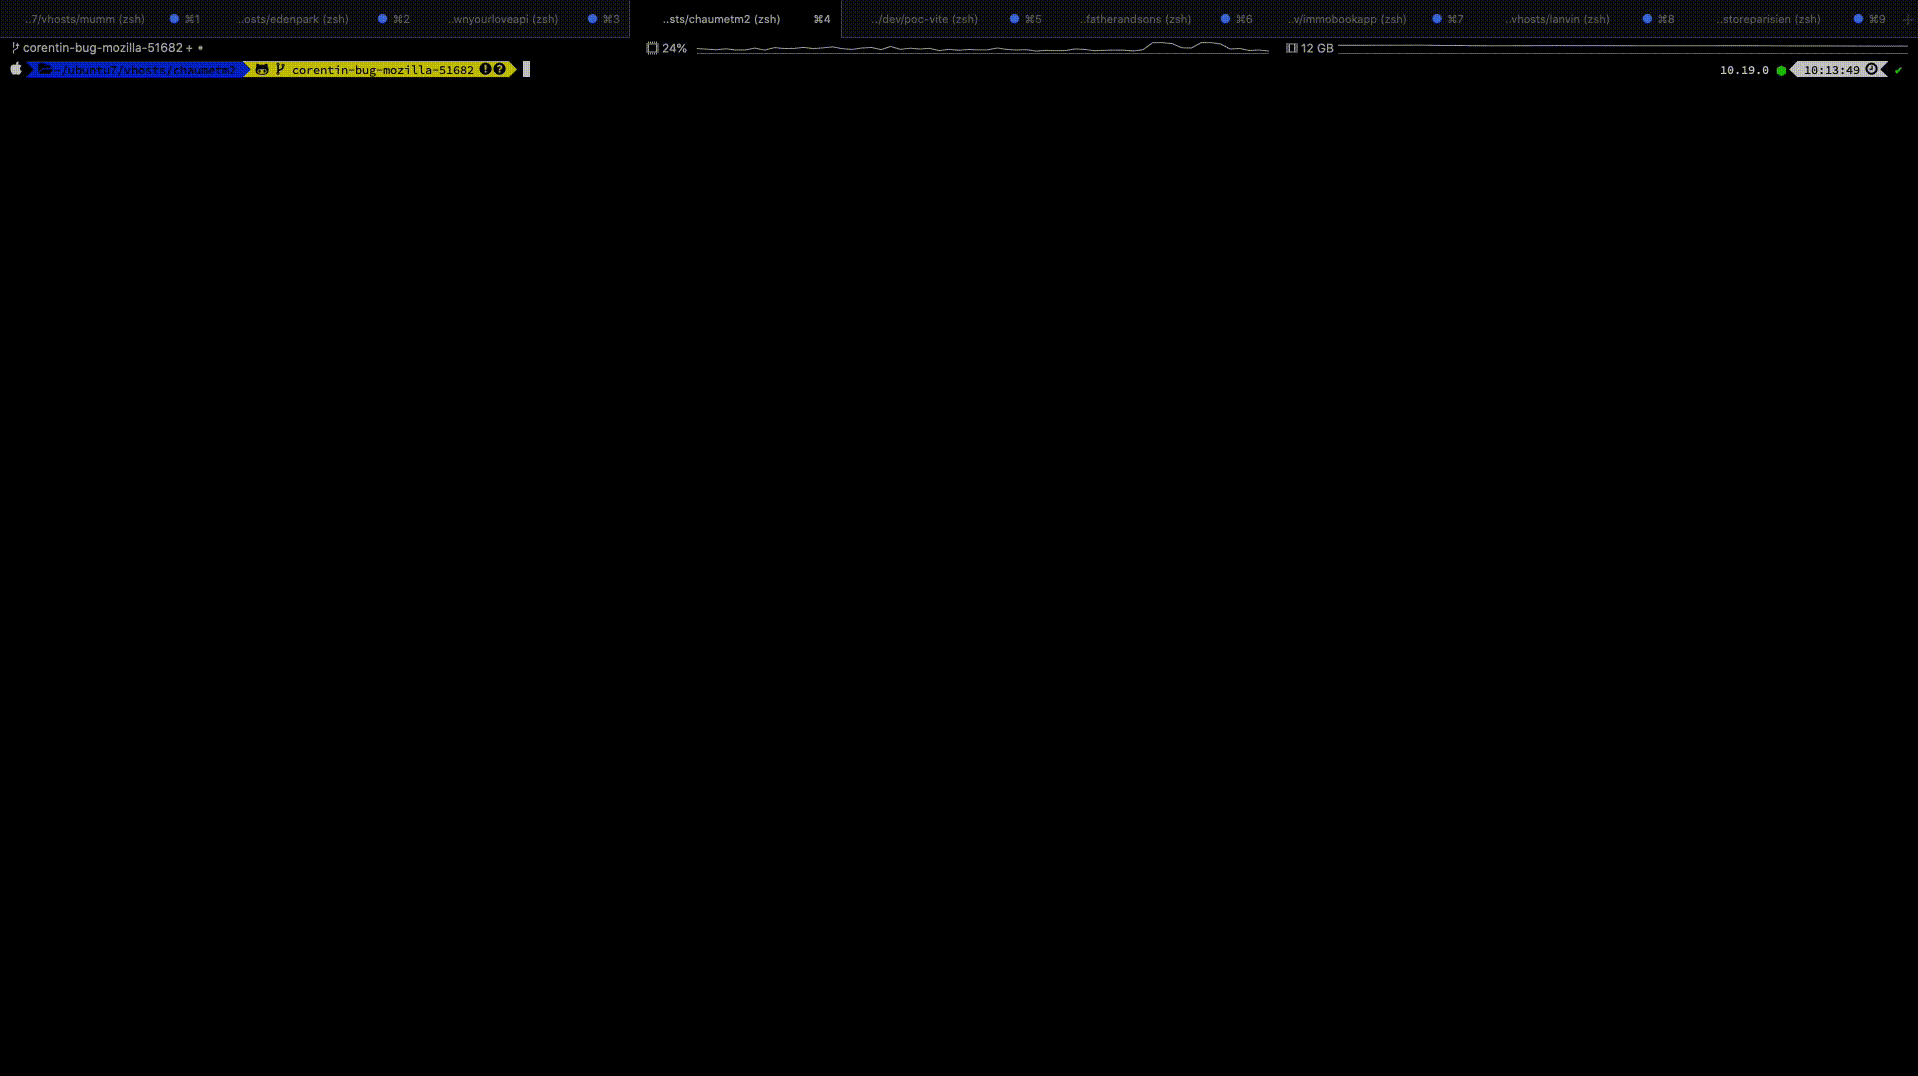 ..7/vhosts/mumm (zsh) ⌘1 ..osts/edenpark (zsh) ⌘2 ..wnyourloveapi (zsh) ⌘3 ..sts/chaumetm2 (zsh) ⌘4 ../dev/poc-vite (zsh) ⌘5 ..fatherandsons (zsh) ⌘6 ..v/immobookapp (zsh) ⌘7 ..vhosts/lanvin (zsh) ⌘8 ..storeparisien (zsh) ⌘9
corentin-bug-mozilla-51682 + • 24% 12 GB
~/ubuntu7/vhosts/chaumetm2 corentin-bug-mozilla-51682 !? 10.19.0 10:13:49 ✔